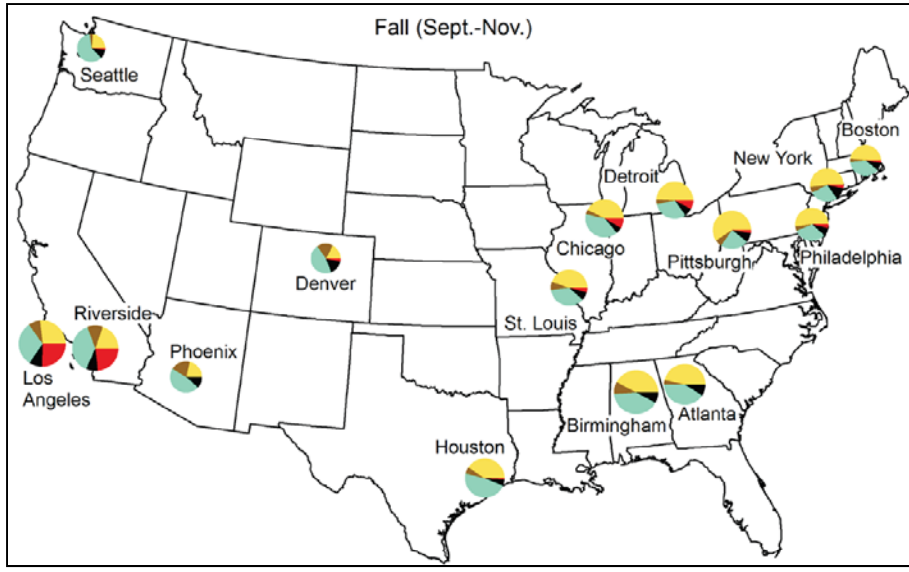 Fall (Sept.-Nov.)
Seattle
Boston
New York
Detroit
Chicago
Pittsburgh
Philadelphia
Denver
St. Louis
Riverside
Los
Angeles
Phoenix
Birmingham
Atlanta
Houston